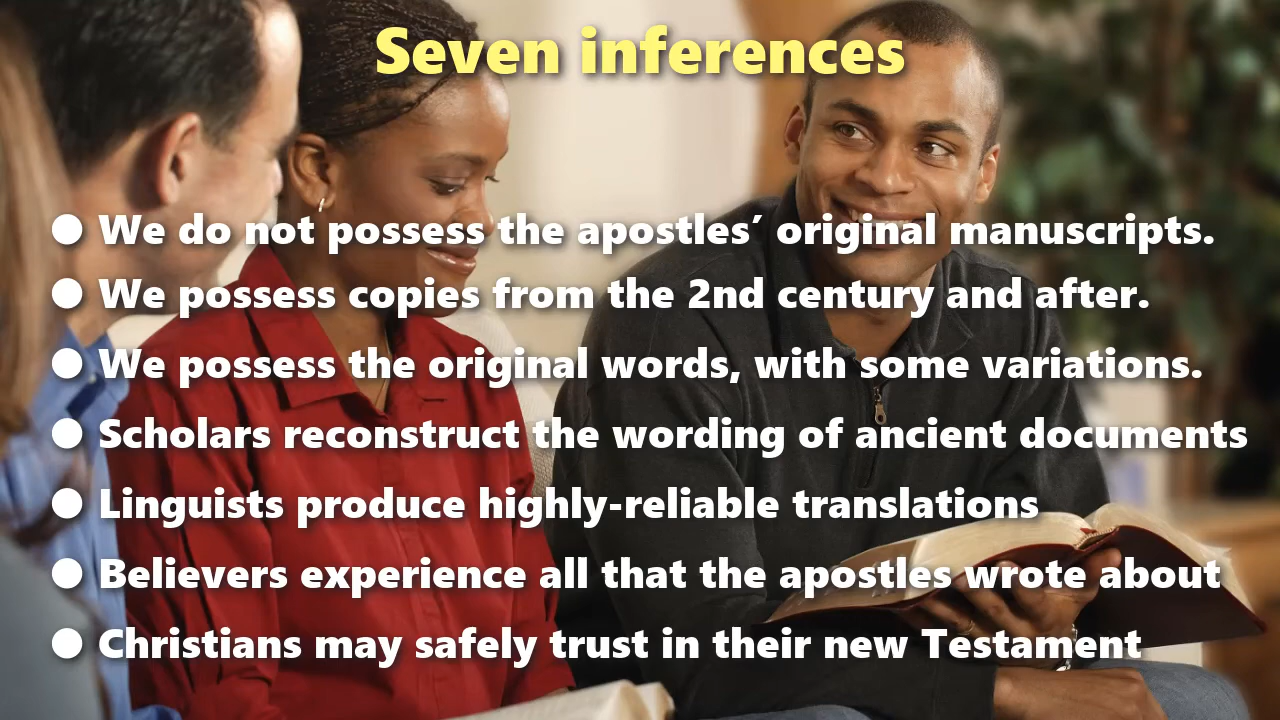 Seven inferences
● We do not possess the apostles´ original manuscripts.
● We possess copies from the 2nd century and after.
● We possess the original words, with some variations.
● Scholars reconstruct the wording of ancient documents
● Linguists produce highly-reliable translations
● Believers experience all that the apostles wrote about
● Christians may safely trust in their new Testament